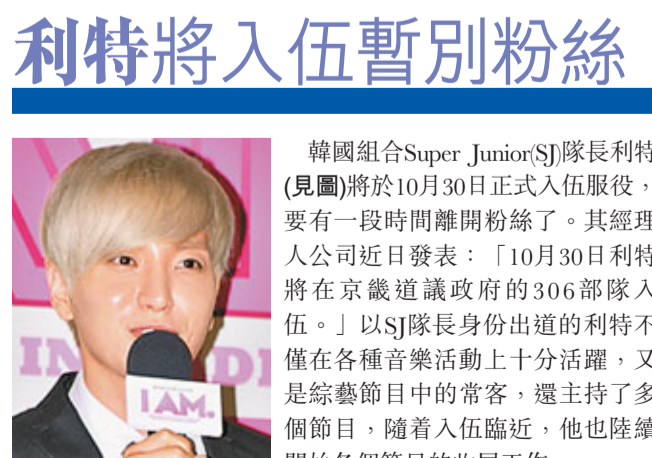 利特將入伍暫別粉絲
韓國組合Super Junior(SJ)隊長利特
(見圖)將於10月30日正式入伍服役，
要有一段時間離開粉絲了。其經理
人公司近日發表：「10月30日利特
將在京畿道議政府的306部隊入
伍。」以SJ隊長身份出道的利特不
僅在各種音樂活動上十分活躍，又
是綜藝節目中的常客，還主持了多
個節目，隨着入伍臨近，他也陸續
I AM.